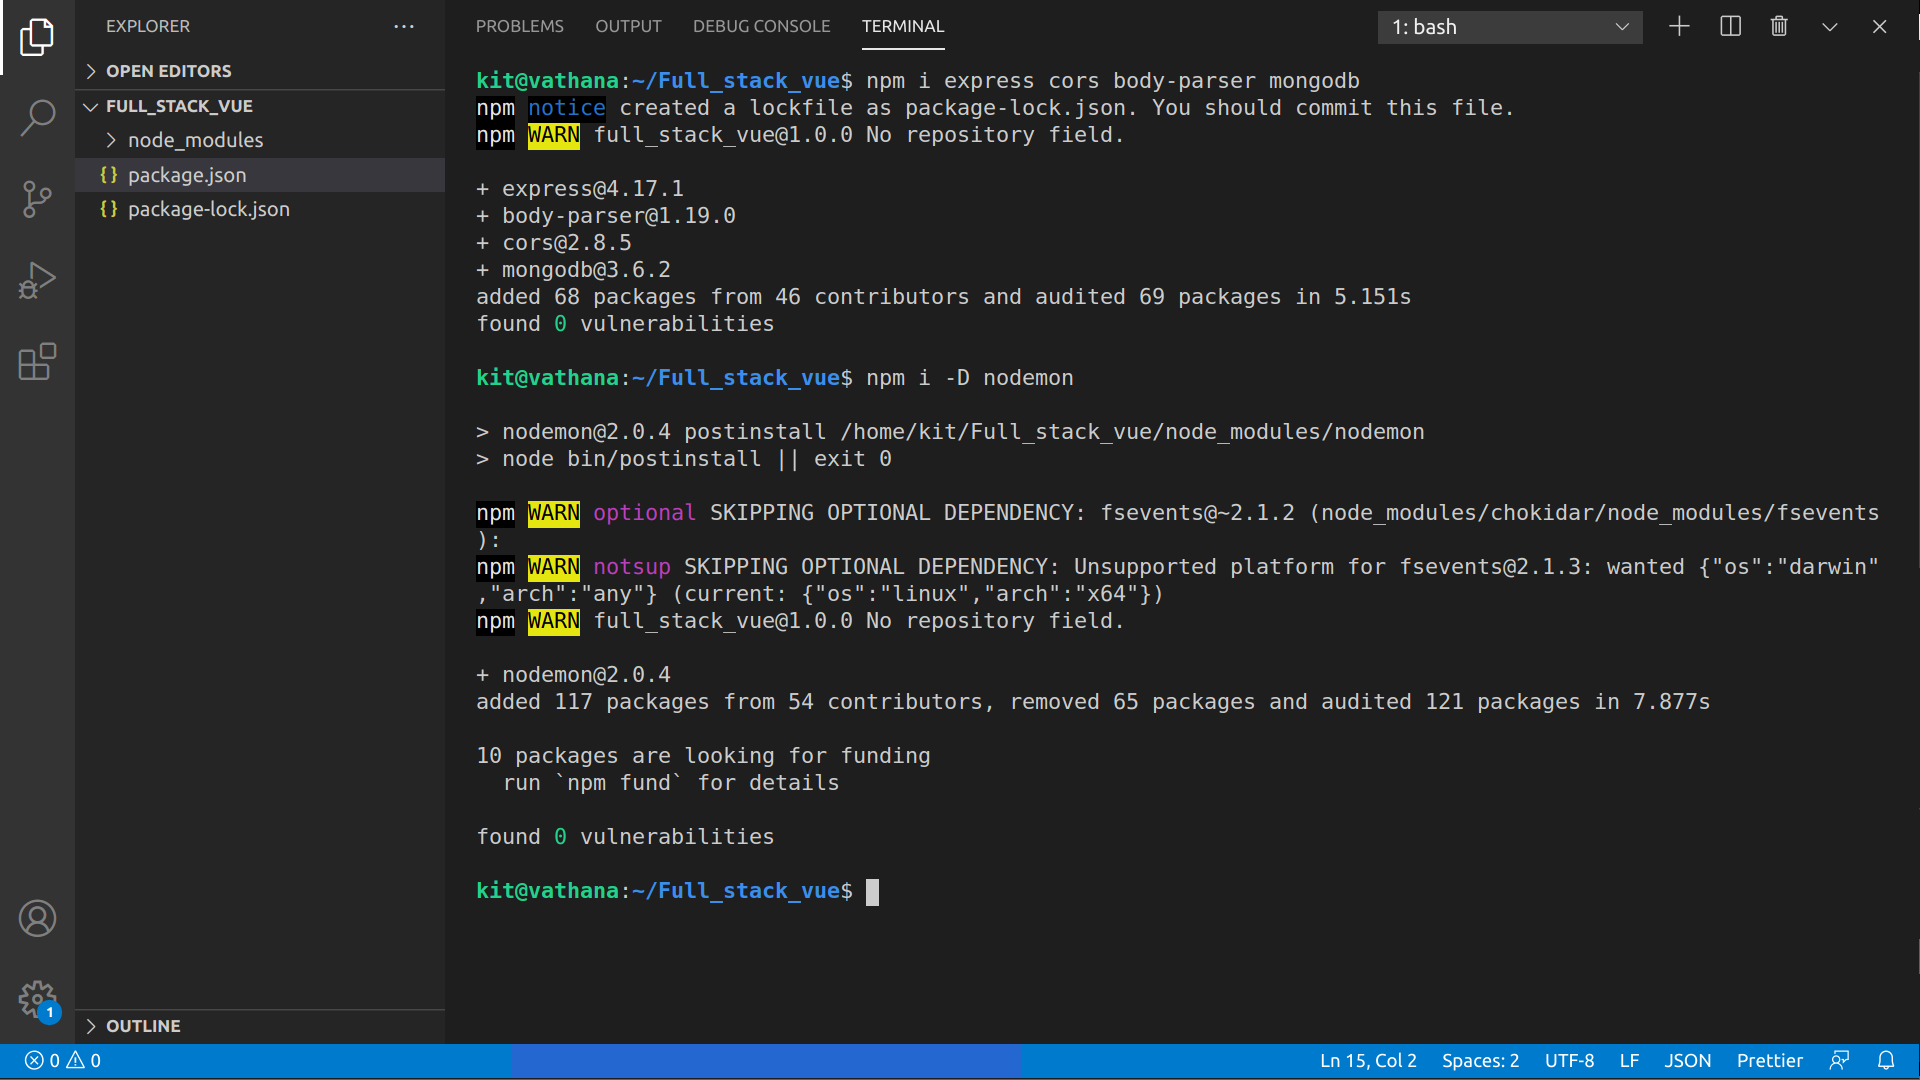 EXPLORER
OPEN EDITORS
FULL_STACK_VUE
node_modules
{} package.json
{} package-lock.json
OUTLINE
PROBLEMS OUTPUT DEBUG CONSOLE TERMINAL
1: bash
kit@vathana:~/Full_stack_vue$ npm i express cors body-parser mongodb
npm notice created a lockfile as package-lock.json. You should commit this file.
npm WARN full_stack_vue@1.0.0 No repository field.
+ express@4.17.1
+ body-parser@1.19.0
+ cors@2.8.5
+ mongodb@3.6.2
added 68 packages from 46 contributors and audited 69 packages in 5.151s
found 0 vulnerabilities
kit@vathana:~/Full_stack_vue$ npm i -D nodemon
> nodemon@2.0.4 postinstall /home/kit/Full_stack_vue/node_modules/nodemon
> node bin/postinstall || exit 0
npm WARN optional SKIPPING OPTIONAL DEPENDENCY: fsevents@~2.1.2 (node_modules/chokidar/node_modules/fsevents
):
npm WARN notsup SKIPPING OPTIONAL DEPENDENCY: Unsupported platform for fsevents@2.1.3: wanted {"os":"darwin"
,"arch":"any"} (current: {"os":"linux","arch":"x64"})
npm WARN full_stack_vue@1.0.0 No repository field.
+ nodemon@2.0.4
added 117 packages from 54 contributors, removed 65 packages and audited 121 packages in 7.877s
10 packages are looking for funding
run `npm fund` for details
found 0 vulnerabilities
kit@vathana:~/Full_stack_vue$
1
0 0
Ln 15, Col 2 Spaces: 2 UTF-8 LF JSON Prettier